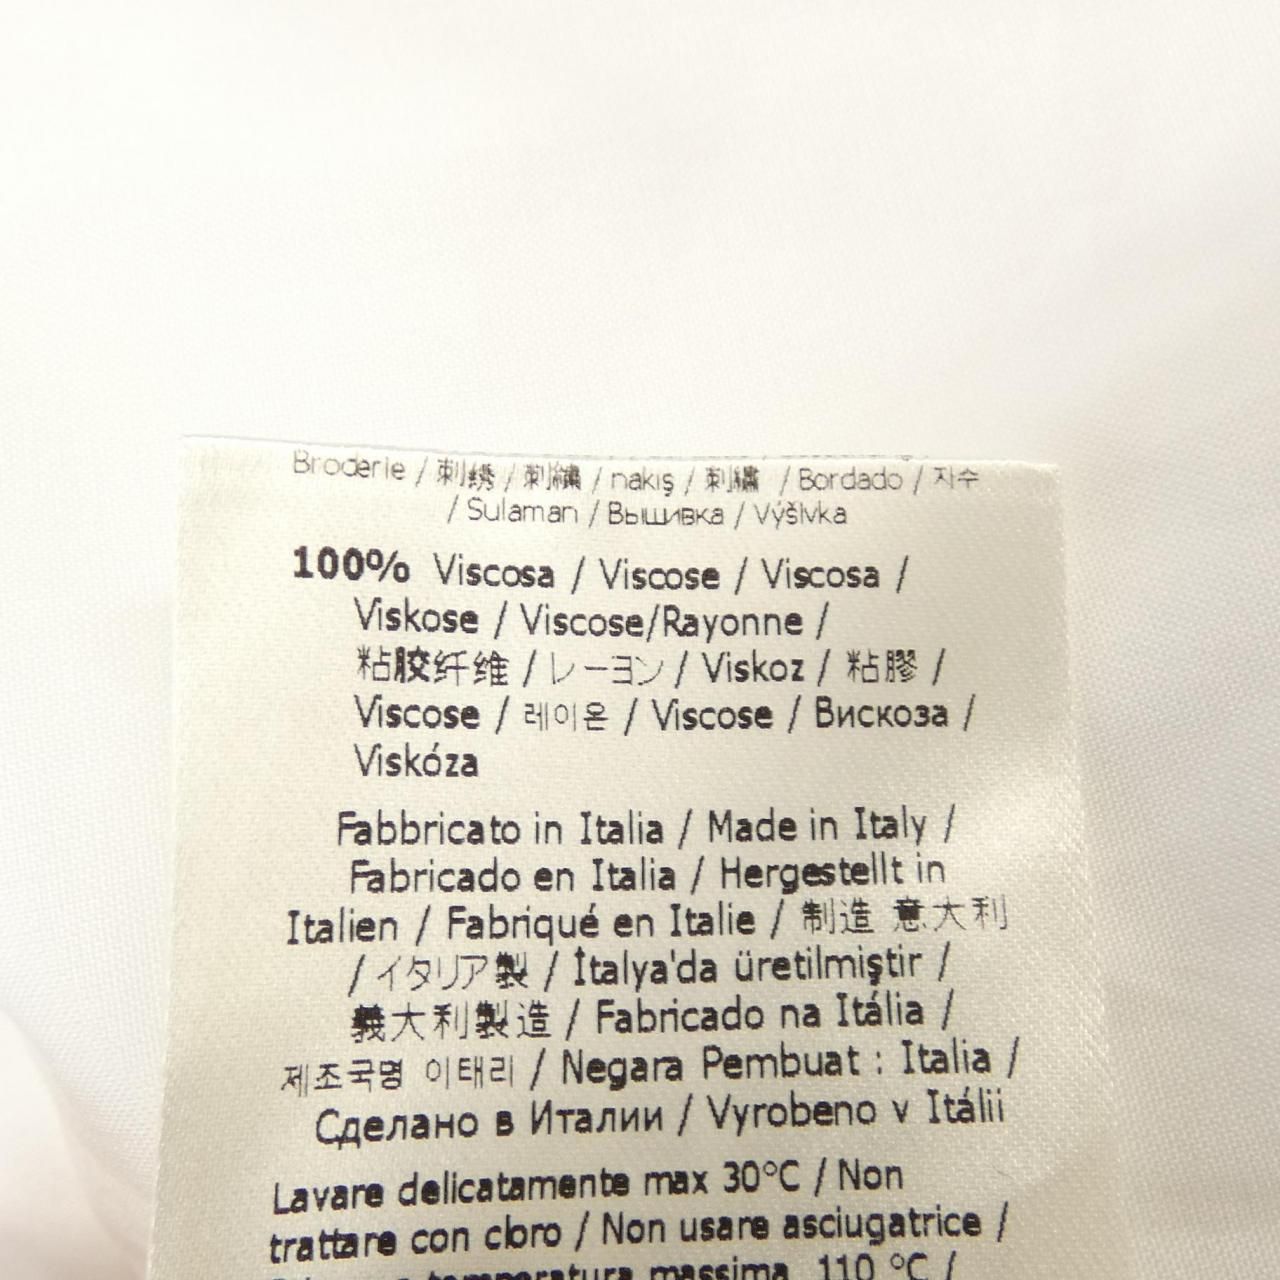 Broderie / 刺绣 / 刺繍 / nakış / 刺繡 / Bordado / 자수
/ Sulaman / Вышивка / Výšivka
100% Viscosa / Viscose / Viscosa /
Viskose / Viscose/Rayonne /
粘胶纤维 / レーヨン / Viskoz / 粘膠 /
Viscose / 레이온 / Viscose / Вискоза /
Viskóza
Fabbricato in Italia / Made in Italy /
Fabricado en Italia / Hergestellt in
Italien / Fabriqué en Italie / 制造 意大利
/ イタリア製 / İtalya'da üretilmiştir /
義大利製造 / Fabricado na Itália /
제조국명 이태리 / Negara Pembuat : Italia /
Сделано в Италии / Vyrobeno v Itálii
Lavare delicatamente max 30°C / Non
trattare con cloro / Non usare asciugatrice /
temperatura massima 110 °C /